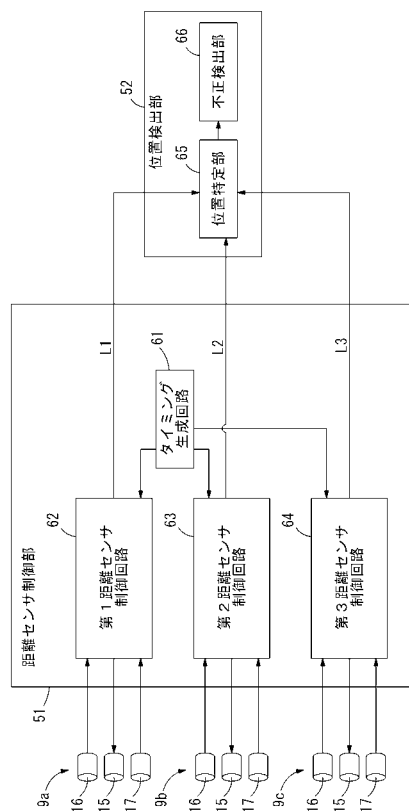 距離センサ制御部
51
9a
16
15
17
第1距離センサ
制御回路
62
9b
16
15
17
第2距離センサ
制御回路
63
9c
16
15
17
第3距離センサ
制御回路
64
タイミング
生成回路
61
L1
L2
L3
位置検出部
52
位置特定部
65
不正検出部
66